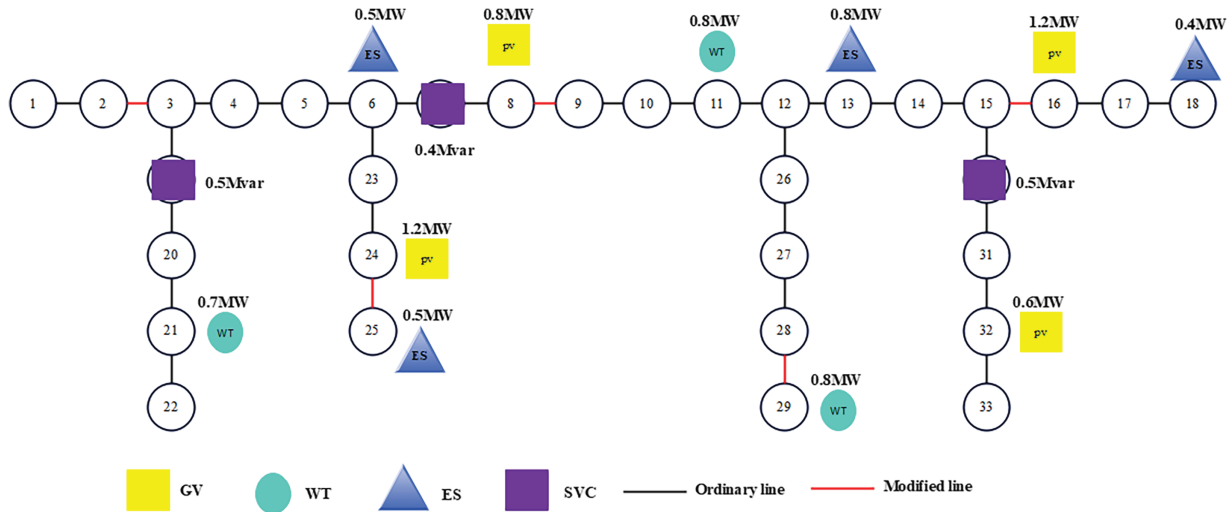 0.5MW 0.8MW 0.8MW 0.8MW 1.2MW 0.4MW
ES pv WT ES pv ES
1 2 3 4 5 6 8 9 10 11 12 13 14 15 16 17 18
0.4Mvar
0.5Mvar 23 26 0.5Mvar
1.2MW
20 24 pv 27 31
0.7MW 0.5MW 0.6MW
21 WT 25 ES 28 32 pv
0.8MW
22 29 WT 33
GV WT ES SVC Ordinary line Modified line